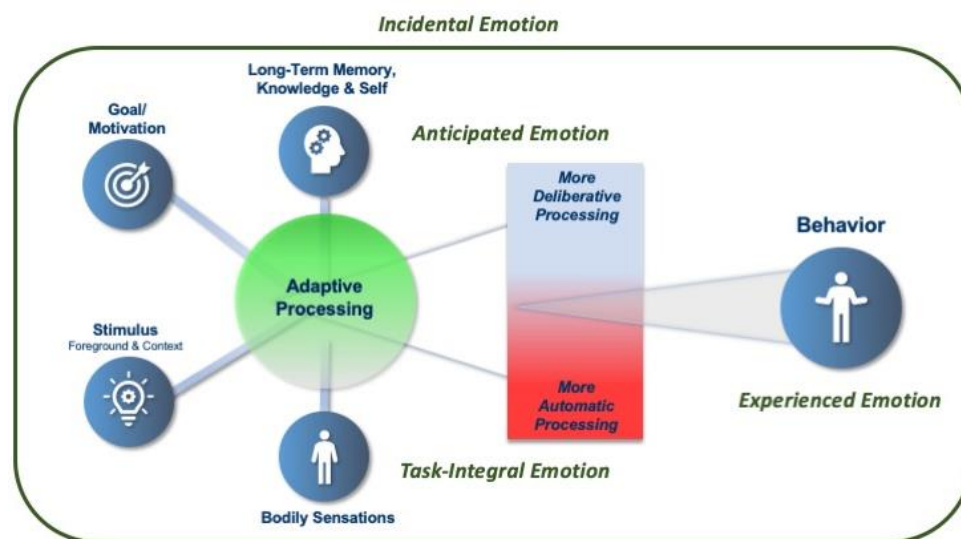 Incidental Emotion
Long-Term Memory,
Knowledge & Self
Goal/
Motivation
Anticipated Emotion
More
Deliberative
Processing
Behavior
Adaptive
Processing
Stimulus
Foreground & Context
More
Automatic
Processing
Experienced Emotion
Task-Integral Emotion
Bodily Sensations